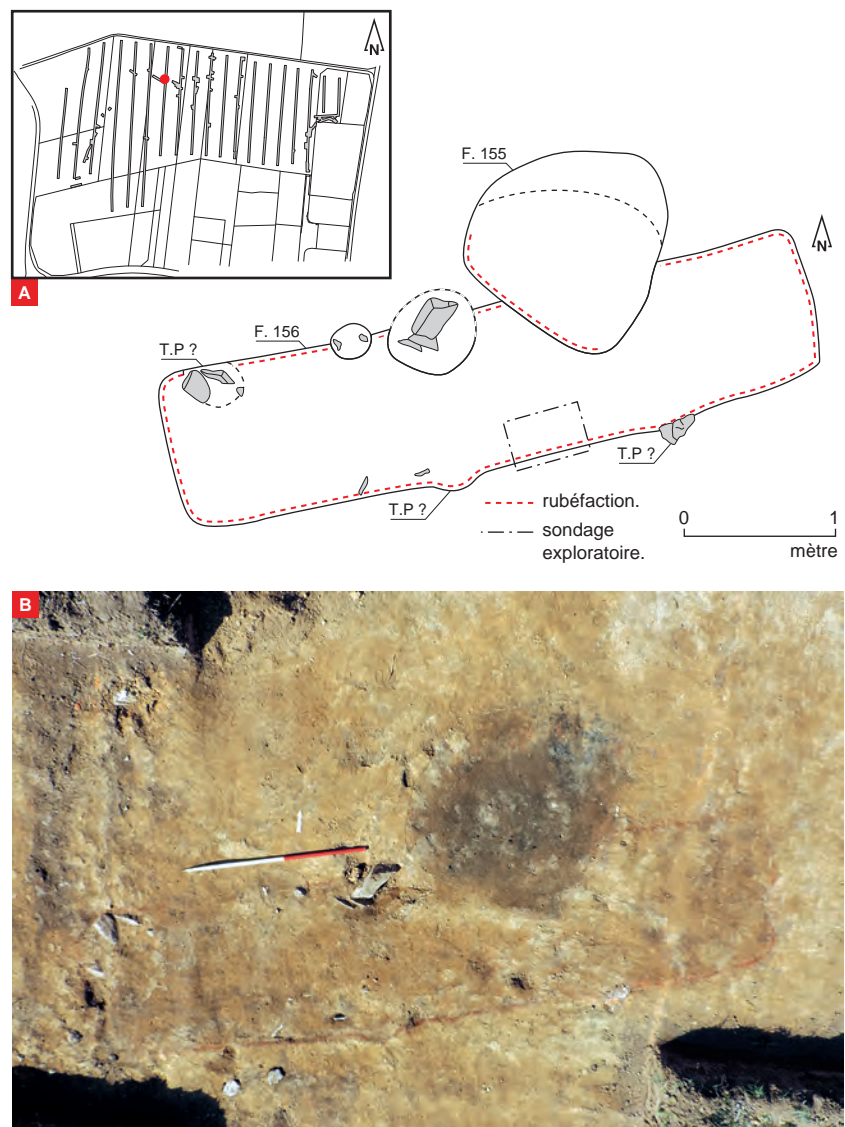 N
A
F. 155
N
F. 156
T.P ?
T.P ?
T.P ?
rubéfaction.
sondage
exploratoire.
0 1
mètre
B